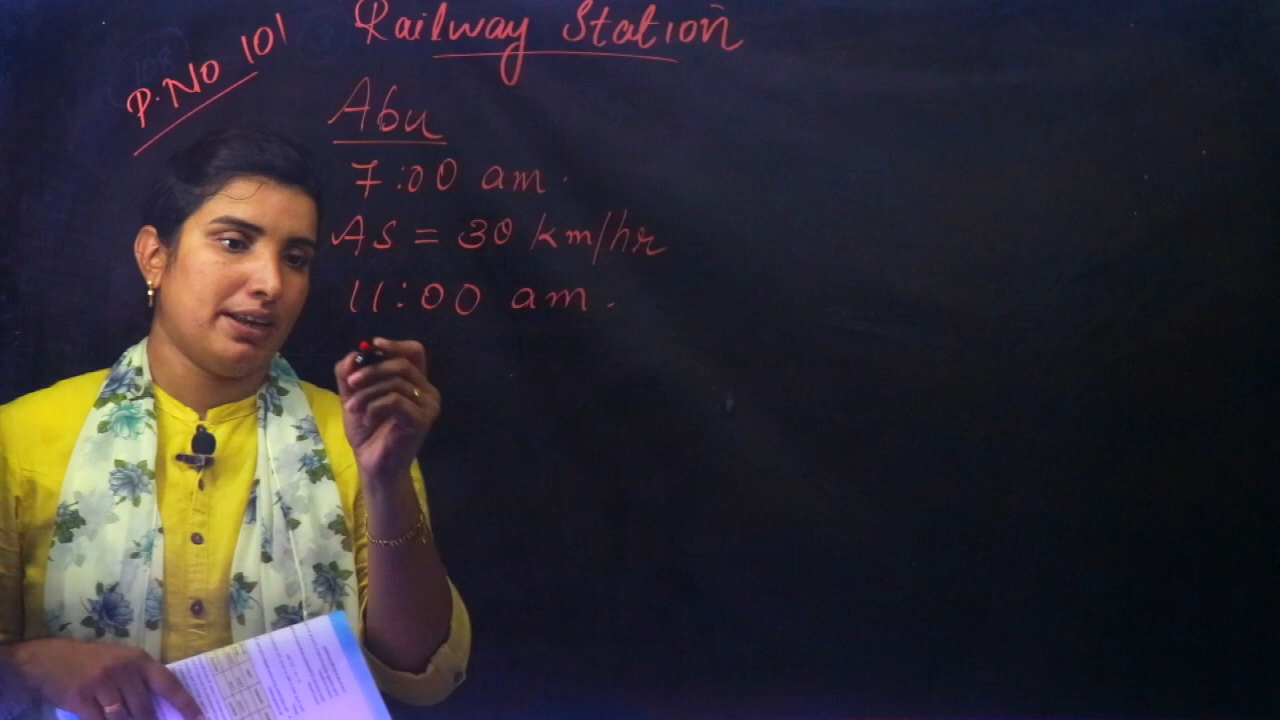 Railway Station
P.No 101
Abu
7:00 am.
AS = 30 km/hr
11:00 am.